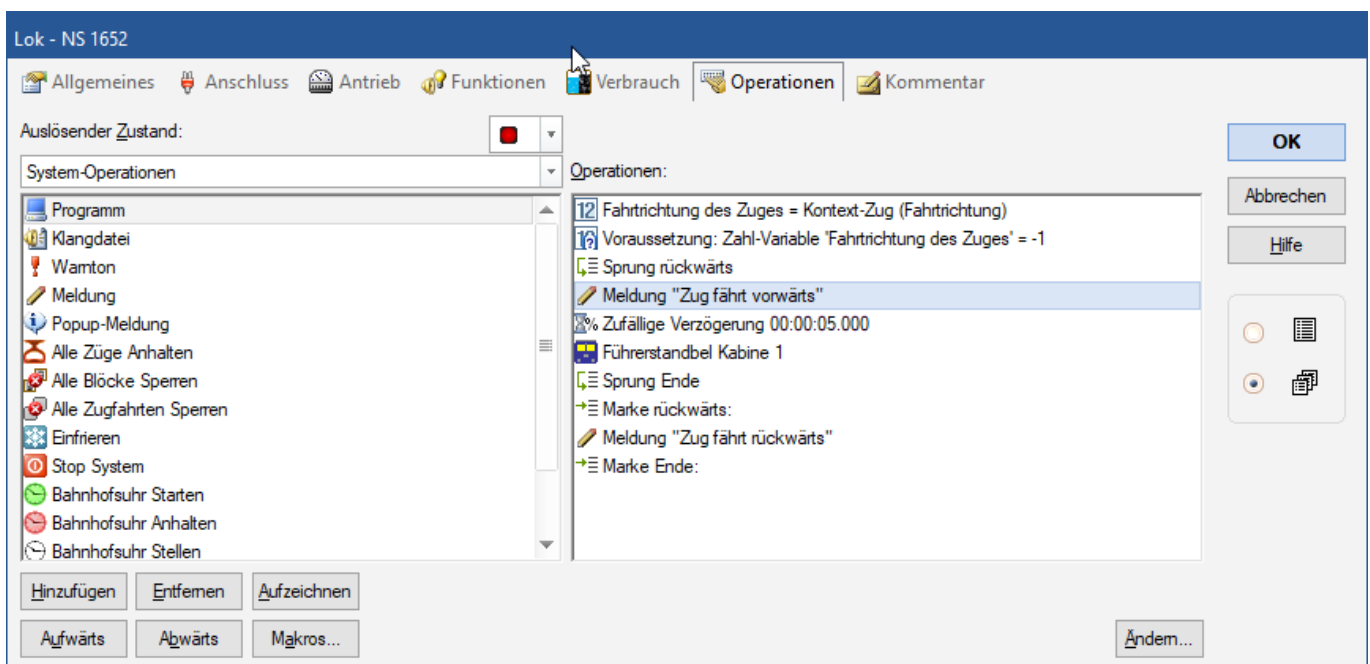 Lok - NS 1652
Allgemeines Anschluss Antrieb Funktionen Verbrauch Operationen Kommentar
Auslösender Zustand:
System-Operationen
Programm
Klangdatei
Warnton
Meldung
Popup-Meldung
Alle Züge Anhalten
Alle Blöcke Sperren
Alle Zugfahrten Sperren
Einfrieren
Stop System
Bahnhofsuhr Starten
Bahnhofsuhr Anhalten
Bahnhofsuhr Stellen
Hinzufügen Entfernen Aufzeichnen
Aufwärts Abwärts Makros...
Operationen:
12 Fahrtrichtung des Zuges = Kontext-Zug (Fahrtrichtung)
Voraussetzung: Zahl-Variable 'Fahrtrichtung des Zuges' = -1
Sprung rückwärts
Meldung "Zug fährt vorwärts"
% Zufällige Verzögerung 00:00:05.000
Führerstandbel Kabine 1
Sprung Ende
Marke rückwärts:
Meldung "Zug fährt rückwärts"
Marke Ende:
Ändern...
OK
Abbrechen
Hilfe